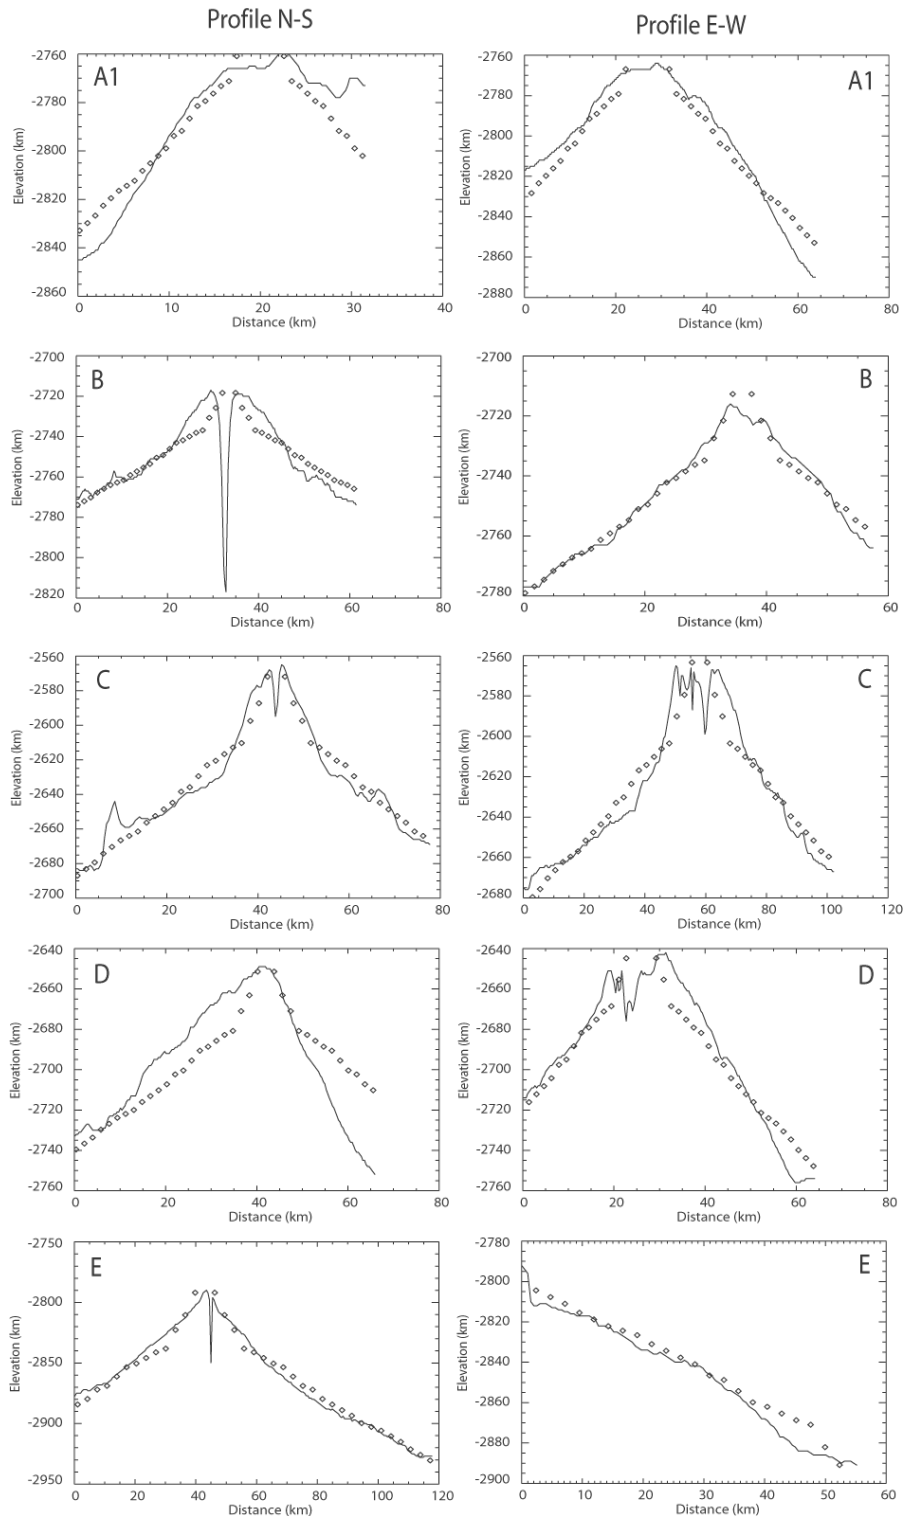 Profile N-S
Profile E-W
A1
Elevation (km)
-2760
-2780
-2800
-2820
-2840
-2860
0 10 20 30 40
Distance (km)
A1
Elevation (km)
-2760
-2780
-2800
-2820
-2840
-2860
-2880
0 20 40 60 80
Distance (km)
B
Elevation (km)
-2700
-2720
-2740
-2760
-2780
-2800
-2820
0 20 40 60 80
Distance (km)
B
Elevation (km)
-2700
-2720
-2740
-2760
-2780
0 20 40 60
Distance (km)
C
Elevation (km)
-2560
-2580
-2600
-2620
-2640
-2660
-2680
-2700
0 20 40 60 80
Distance (km)
C
Elevation (km)
-2560
-2580
-2600
-2620
-2640
-2660
-2680
0 20 40 60 80 100 120
Distance (km)
D
Elevation (km)
-2640
-2660
-2680
-2700
-2720
-2740
-2760
0 20 40 60 80
Distance (km)
D
Elevation (km)
-2640
-2660
-2680
-2700
-2720
-2740
-2760
0 20 40 60 80
Distance (km)
E
Elevation (km)
-2750
-2800
-2850
-2900
-2950
0 20 40 60 80 100 120
Distance (km)
E
Elevation (km)
-2780
-2800
-2820
-2840
-2860
-2880
-2900
0 10 20 30 40 50 60
Distance (km)